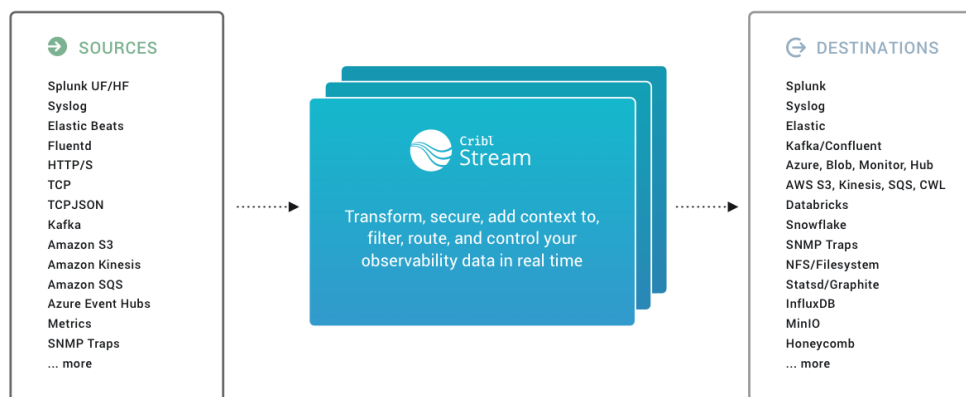 SOURCES
Splunk UF/HF
Syslog
Elastic Beats
Fluentd
HTTP/S
TCP
TCPJSON
Kafka
Amazon S3
Amazon Kinesis
Amazon SQS
Azure Event Hubs
Metrics
SNMP Traps
... more
Cribl
Stream
Transform, secure, add context to,
filter, route, and control your
observability data in real time
DESTINATIONS
Splunk
Syslog
Elastic
Kafka/Confluent
Azure, Blob, Monitor, Hub
AWS S3, Kinesis, SQS, CWL
Databricks
Snowflake
SNMP Traps
NFS/Filesystem
Statsd/Graphite
InfluxDB
MinIO
Honeycomb
... more